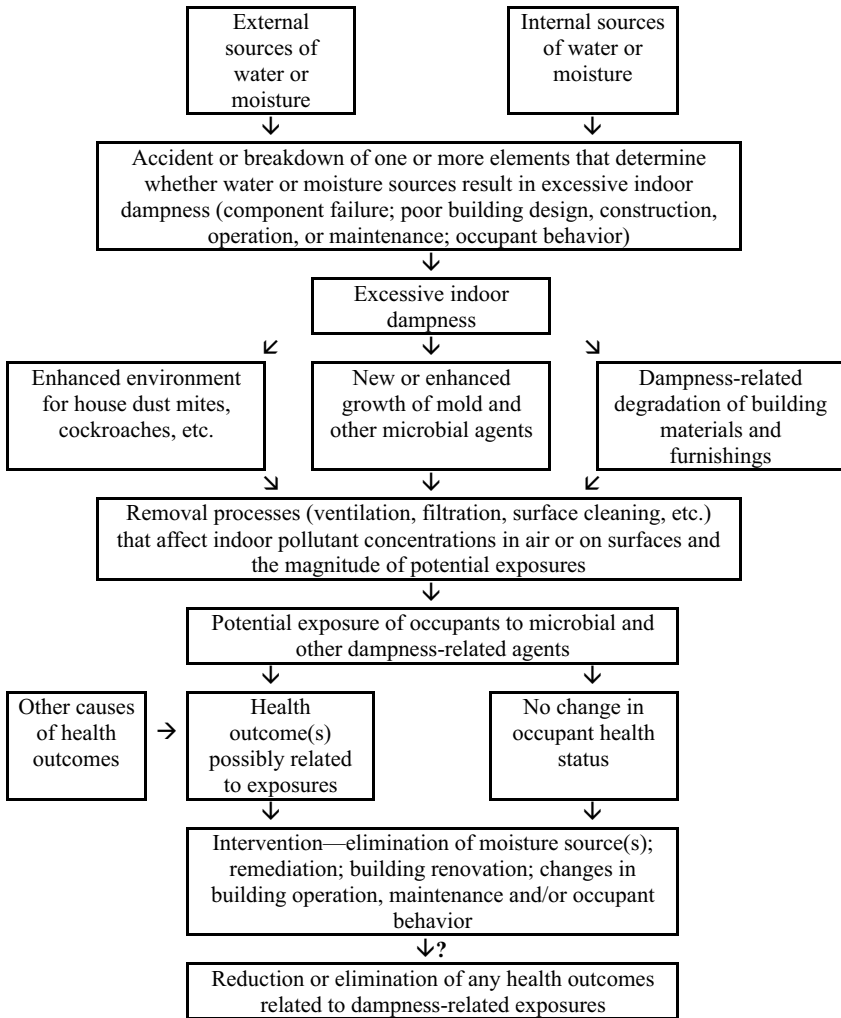 External
sources of
water or
moisture
Internal sources
of water or
moisture
Accident or breakdown of one or more elements that determine
whether water or moisture sources result in excessive indoor
dampness (component failure; poor building design, construction,
operation, or maintenance; occupant behavior)
Excessive indoor
dampness
Enhanced environment
for house dust mites,
cockroaches, etc.
New or enhanced
growth of mold and
other microbial agents
Dampness-related
degradation of building
materials and
furnishings
Removal processes (ventilation, filtration, surface cleaning, etc.)
that affect indoor pollutant concentrations in air or on surfaces and
the magnitude of potential exposures
Potential exposure of occupants to microbial and
other dampness-related agents
Other causes
of health
outcomes
Health
outcome(s)
possibly related
to exposures
No change in
occupant health
status
Intervention—elimination of moisture source(s);
remediation; building renovation; changes in
building operation, maintenance and/or occupant
behavior
?
Reduction or elimination of any health outcomes
related to dampness-related exposures